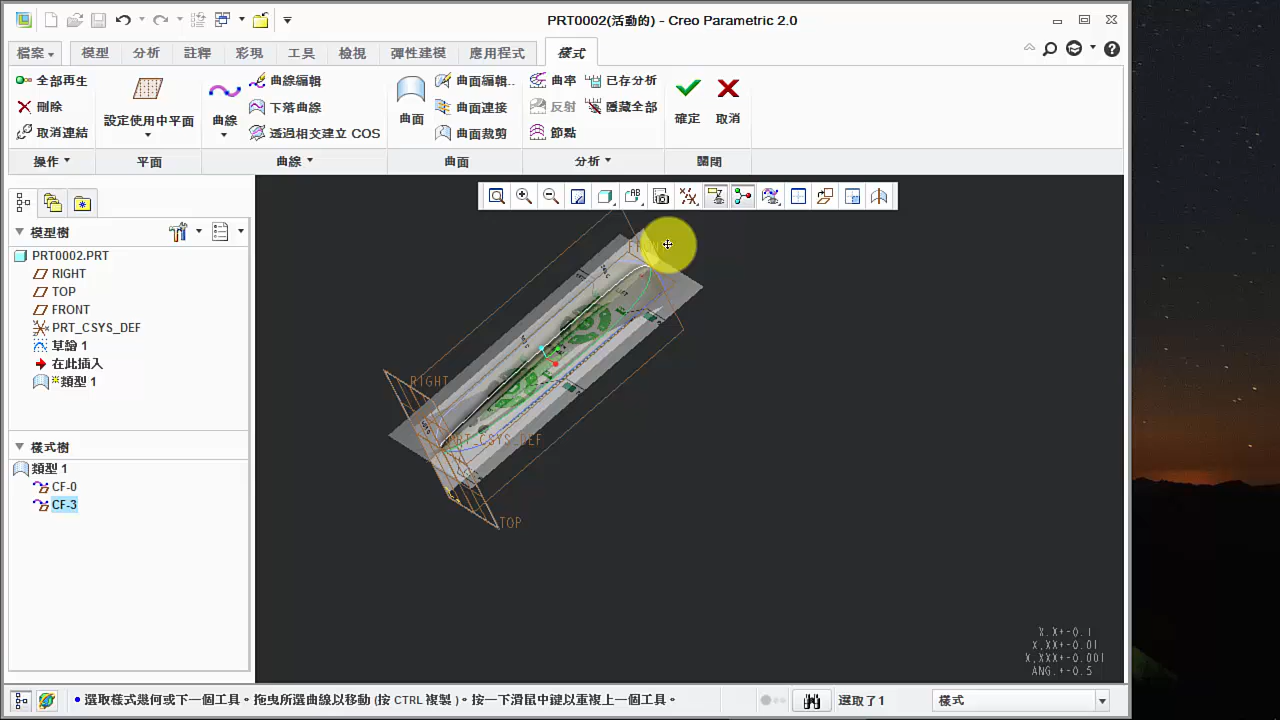 PRT0002(活動的) - Creo Parametric 2.0
檔案 模型 分析 註釋 彩現 工具 檢視 彈性建模 應用程式 樣式
全部再生 曲線編輯 曲面編輯.. 曲率 已存分析
設定使用中平面 曲線 曲面 確定 取消
刪除 下落曲線 曲面連接 反射 隱藏全部
取消連結 透過相交建立 COS 曲面裁剪 節點
操作 平面 曲線 曲面 分析 關閉
模型樹
PRT0002.PRT
RIGHT
TOP
FRONT
PRT_CSYS_DEF
草繪 1
在此插入
*類型 1
樣式樹
類型 1
CF-0
CF-3
RIGHT
PRT_CSYS_DEF
TOP
X.X+-0.1
X.XX+-0.01
X.XXX+-0.001
ANG.+-0.5
• 選取樣式幾何或下一個工具。拖曳所選曲線以移動 (按 CTRL 複製 )。按一下滑鼠中鍵以重複上一個工具。
選取了1
樣式